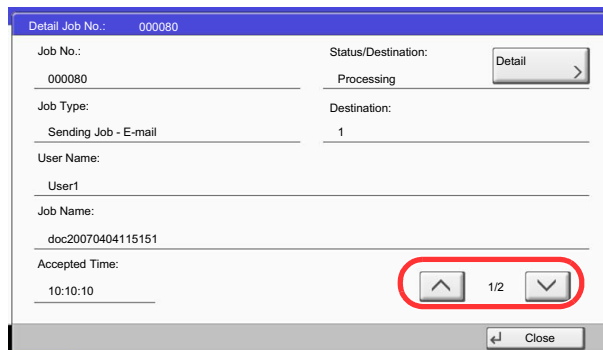 Detail Job No.: 000080
Job No.:
000080
Status/Destination:
Processing
Detail
Job Type:
Sending Job - E-mail
Destination:
1
User Name:
User1
Job Name:
doc20070404115151
Accepted Time:
10:10:10
1/2
Close